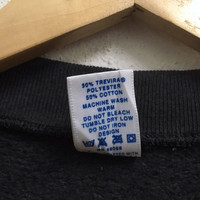 50% TREVIRA®
POLYESTER
50% COTTON
MACHINE WASH
WARM
DO NOT BLEACH
TUMBLE DRY LOW
DO NOT IRON
DESIGN